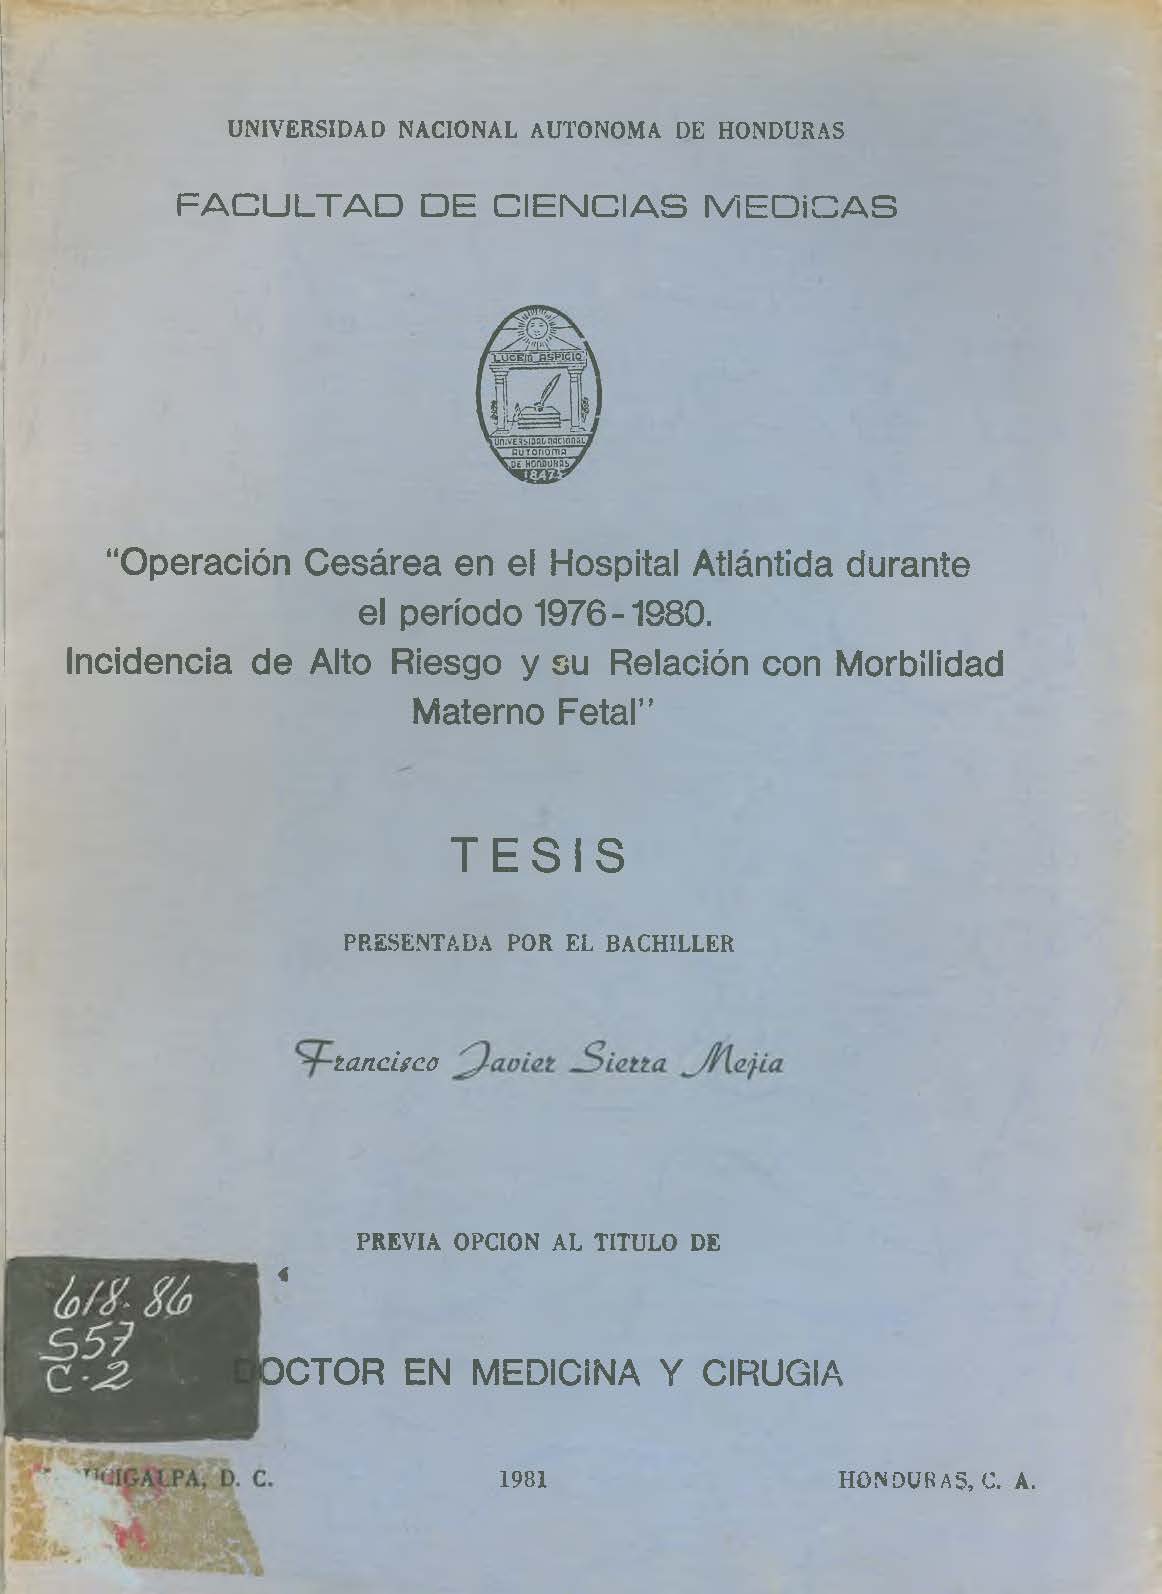 UNIVERSIDAD NACIONAL AUTONOMA DE HONDURAS
FACULTAD DE CIENCIAS MEDICAS
LUCEM ASPICIO
UNIVERSIDAD NACIONAL
AUTONOMA
DE HONDURAS
1847
“Operación Cesárea en el Hospital Atlántida durante
el período 1976-1980.
Incidencia de Alto Riesgo y su Relación con Morbilidad
Materno Fetal”
TESIS
PRESENTADA POR EL BACHILLER
Francisco Javier Sierra Mejia
PREVIA OPCION AL TITULO DE
618.86
S57
C.2
DOCTOR EN MEDICINA Y CIRUGIA
D. C. 1981 HONDURAS, C. A.